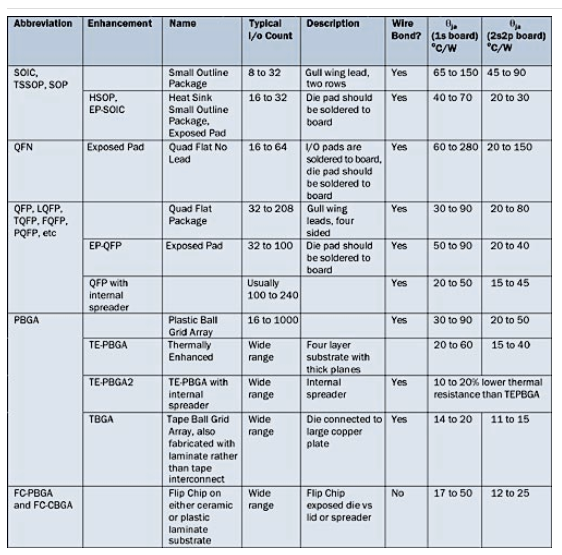 Abbreviation Enhancement Name Typical I/o Count Description Wire Bond? θja (1s board) °C/W θja (2s2p board) °C/W
SOIC, TSSOP, SOP Small Outline Package 8 to 32 Gull wing lead, two rows Yes 65 to 150 45 to 90
HSOP, EP-SOIC Heat Sink Small Outline Package, Exposed Pad 16 to 32 Die pad should be soldered to board Yes 40 to 70 20 to 30
QFN Exposed Pad Quad Flat No Lead 16 to 64 I/O pads are soldered to board, die pad should be soldered to board Yes 60 to 280 20 to 150
QFP, LQFP, TQFP, FQFP, PQFP, etc Quad Flat Package 32 to 208 Gull wing leads, four sided Yes 30 to 90 20 to 80
EP-QFP Exposed Pad 32 to 100 Die pad should be soldered to board Yes 50 to 90 20 to 40
QFP with internal spreader Usually 100 to 240 Yes 20 to 50 15 to 45
PBGA Plastic Ball Grid Array 16 to 1000 Yes 30 to 90 20 to 50
TE-PBGA Thermally Enhanced Wide range Four layer substrate with thick planes 20 to 60 15 to 40
TE-PBGA2 TE-PBGA with internal spreader Wide range Internal spreader Yes 10 to 20% lower thermal resistance than TEPBGA
TBGA Tape Ball Grid Array, also fabricated with laminate rather than tape interconnect Wide range Die connected to large copper plate Yes 14 to 20 11 to 15
FC-PBGA and FC-CBGA Flip Chip on either ceramic or plastic laminate substrate Wide range Flip Chip exposed die vs lid or spreader No 17 to 50 12 to 25